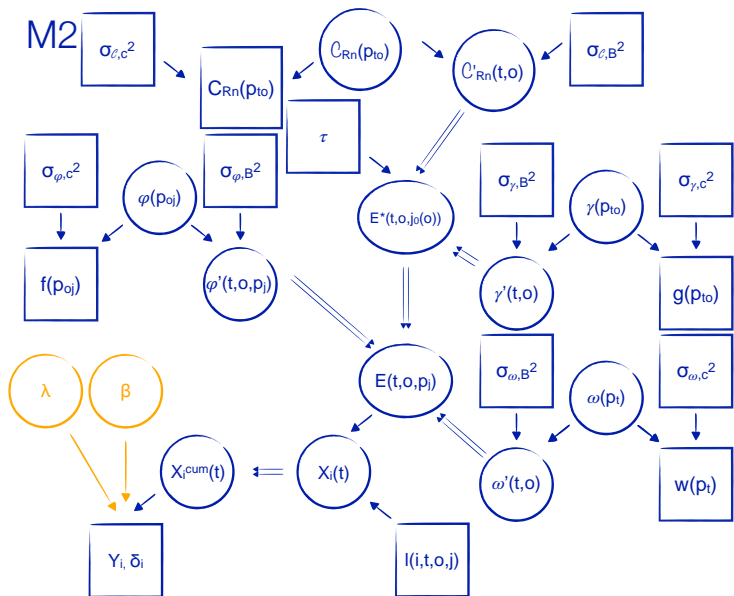 M2
σ𝒞,c²
C_Rn(p_to)
𝒞_Rn(p_to)
𝒞'_Rn(t,o)
σ𝒞,B²
τ
σφ,c²
φ(p_oj)
σφ,B²
E*(t,o,j₀(o))
σγ,B²
γ(p_to)
σγ,c²
f(p_oj)
φ'(t,o,p_j)
γ'(t,o)
g(p_to)
λ
β
E(t,o,p_j)
σω,B²
ω(p_t)
σω,c²
X_i^cum(t)
X_i(t)
ω'(t,o)
w(p_t)
Y_i, δ_i
I(i,t,o,j)